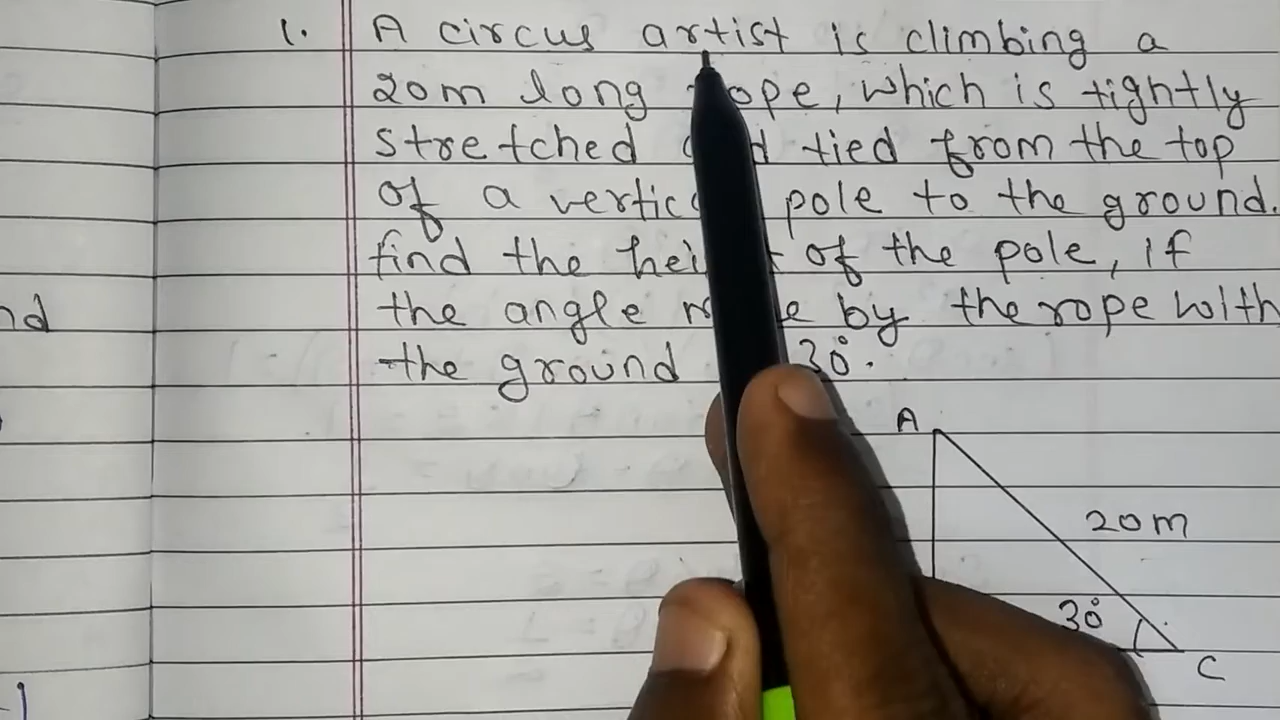 1. A circus artist is climbing a
20m long rope, which is tightly
stretched tied from the top
of a pole to the ground.
find the of the pole, if
the angle by the rope with
the ground 30°.
A
20m
30°
C
nd